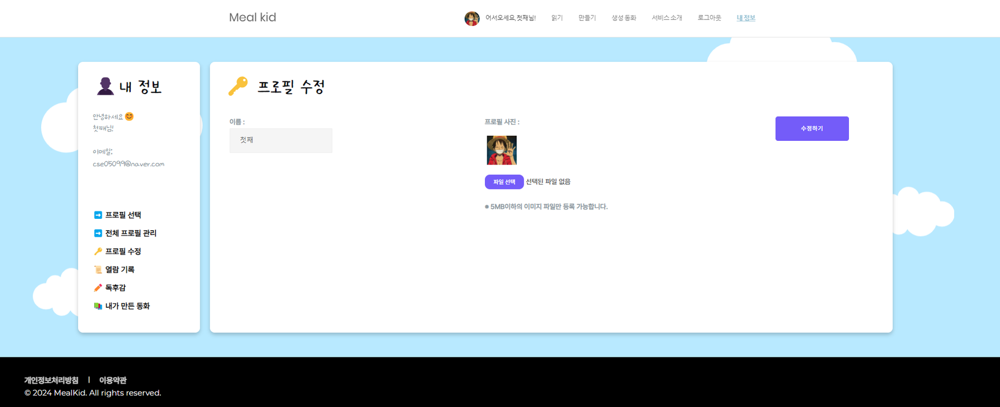 Meal kid
어서오세요,첫째님!
읽기
만들기
생성 동화
서비스 소개
로그아웃
내 정보
내 정보
안녕하세요
첫째님!
이메일:
cse05099@naver.com
프로필 선택
전체 프로필 관리
프로필 수정
열람 기록
독후감
내가 만든 동화
프로필 수정
이름 :
첫째
프로필 사진 :
파일 선택 선택된 파일 없음
● 5MB이하의 이미지 파일만 등록 가능합니다.
수정하기
개인정보처리방침 | 이용약관
© 2024 MealKid. All rights reserved.